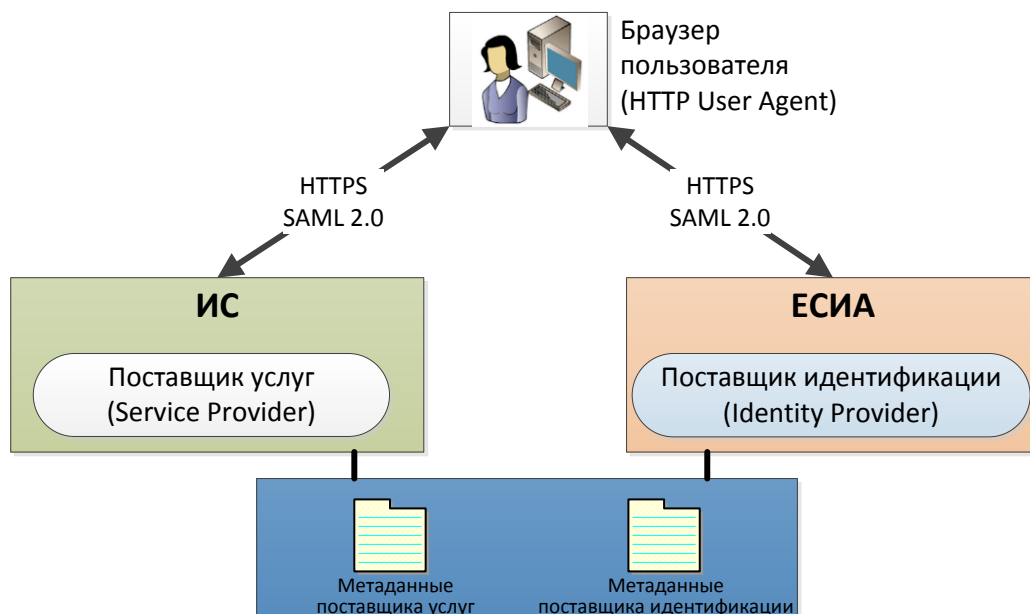 Браузер
пользователя
(HTTP User Agent)
HTTPS
SAML 2.0
HTTPS
SAML 2.0
ИС
Поставщик услуг
(Service Provider)
ЕСИА
Поставщик идентификации
(Identity Provider)
Метаданные
поставщика услуг
Метаданные
поставщика идентификации